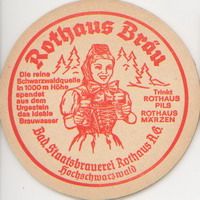 Rothaus Bräu
Die reine
Schwarzwaldquelle
in 1000 m Höhe
spendet
aus dem
Urgestein
das ideale
Brauwasser
Trinkt
ROTHAUS
PILS
ROTHAUS
MÄRZEN
Bad. Staatsbrauerei Rothaus A.G.
Hochschwarzwald